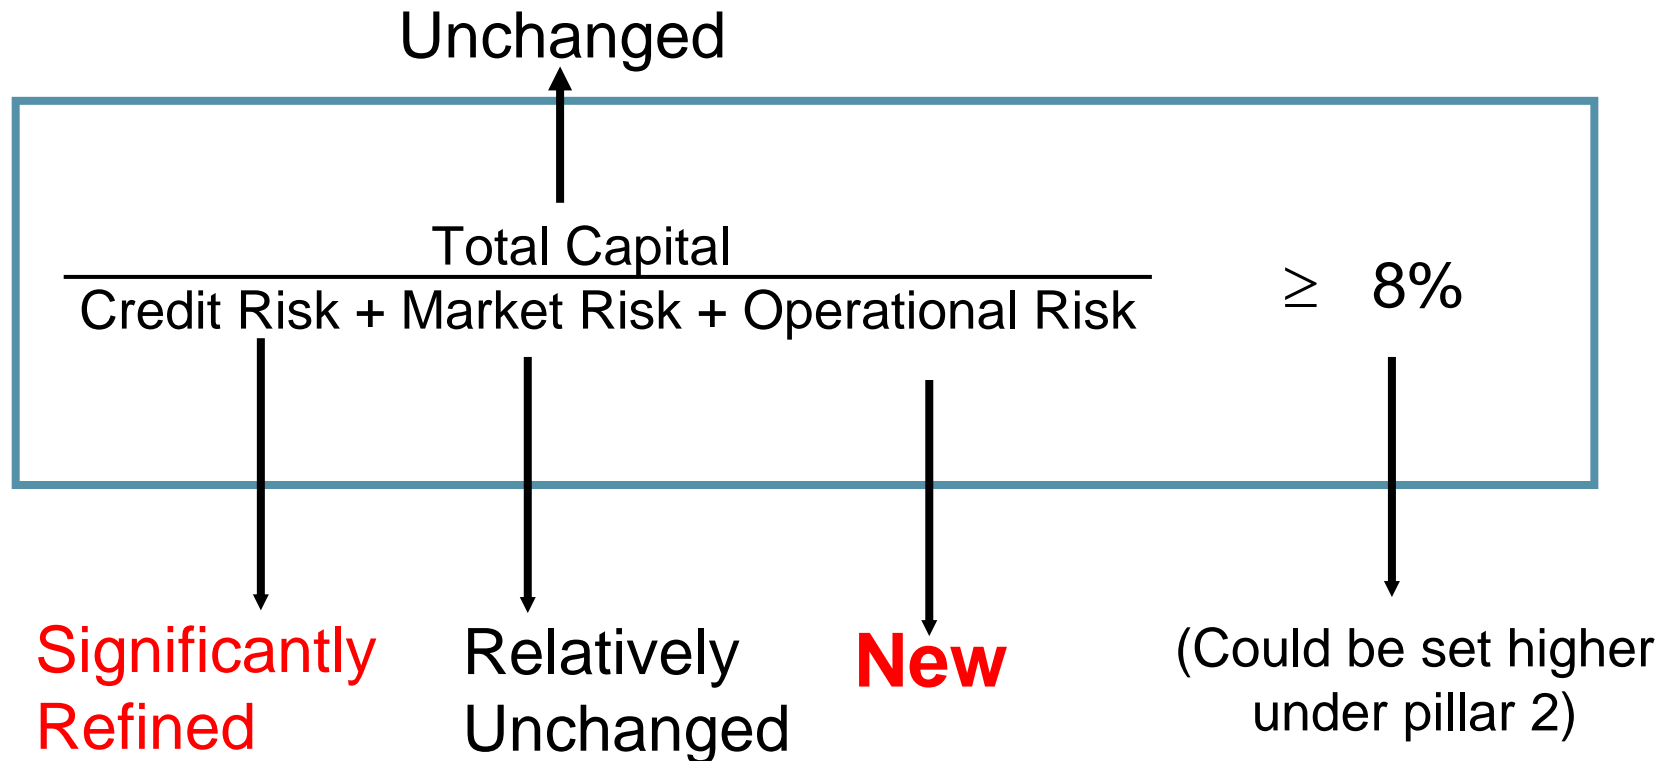 Unchanged
Total Capital
Credit Risk + Market Risk + Operational Risk
≥ 8%
Significantly
Refined
Relatively
Unchanged
New
(Could be set higher
under pillar 2)